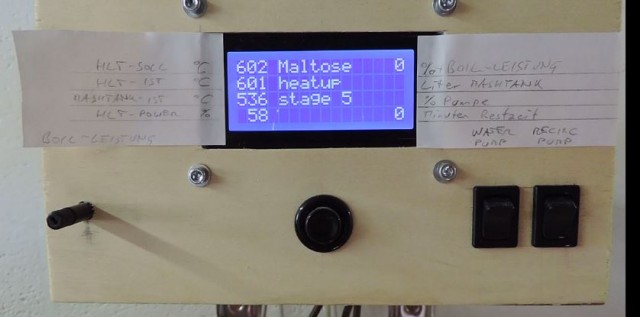 HLT-SOLL °C
HLT-IST °C
MASHTANK-IST °C
HLT-POWER %
BOIL-LEISTUNG
602 Maltose 0
601 heatup
536 stage 5
58 0
%-BOIL-LEISTUNG
Liter MASHTANK
% Pumpe
Minuten Restzeit
WATER PUMP
RECIRC PUMP